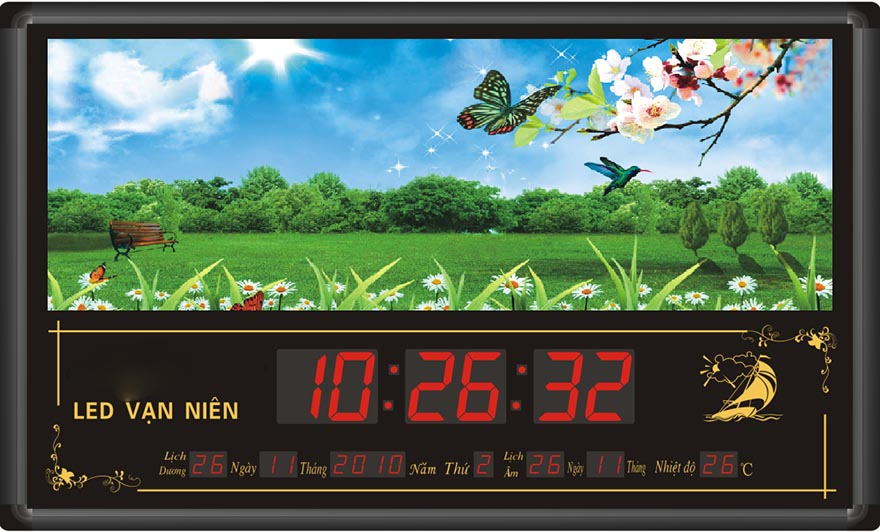 10:26:32
LED VẠN NIÊN
Lịch Dương 26 Ngày 11 Tháng 2010 Năm Thứ 2 Lịch Âm 26 Ngày 11 Tháng Nhiệt độ 26 °C